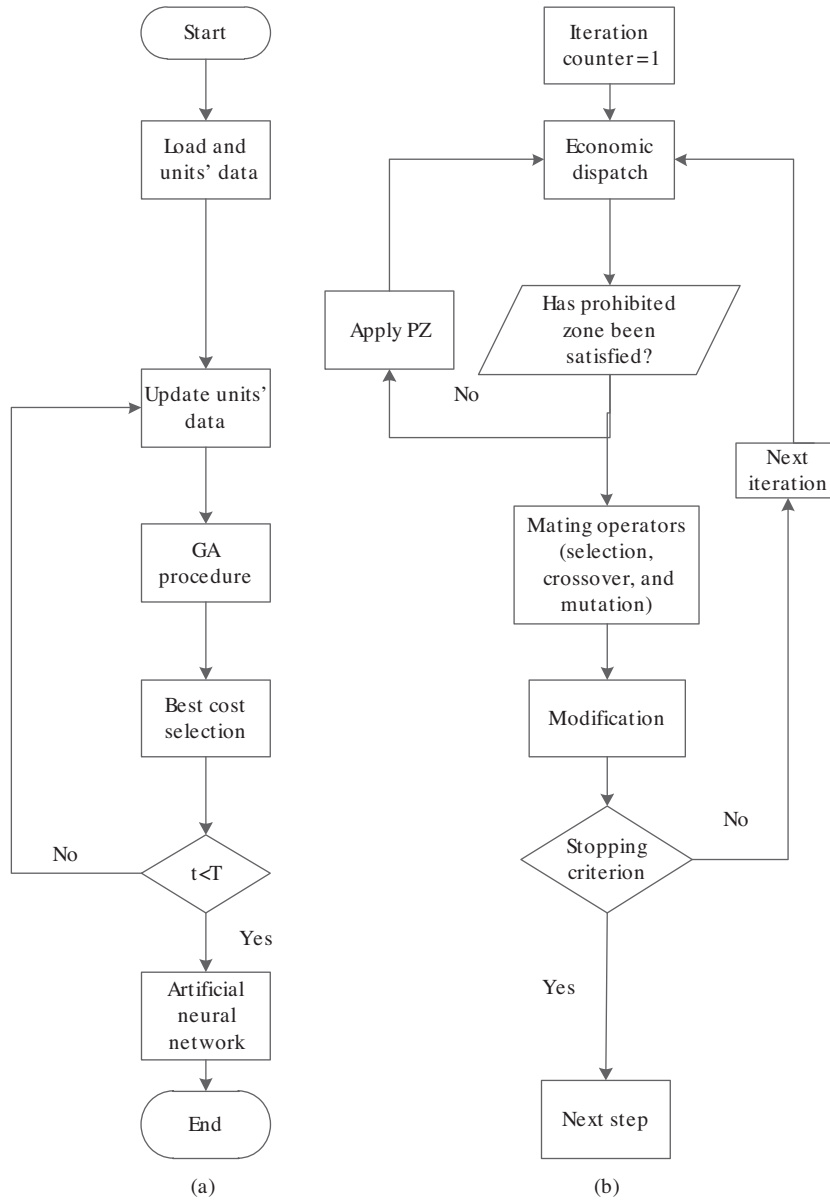 Start
Load and
units' data
Update units'
data
GA
procedure
Best cost
selection
No
t<T
Yes
Artificial
neural
network
End
(a)
Iteration
counter=1
Economic
dispatch
Has prohibited
zone been
satisfied?
Apply PZ
No
Next
iteration
Mating operators
(selection,
crossover, and
mutation)
Modification
No
Stopping
criterion
Yes
Next step
(b)